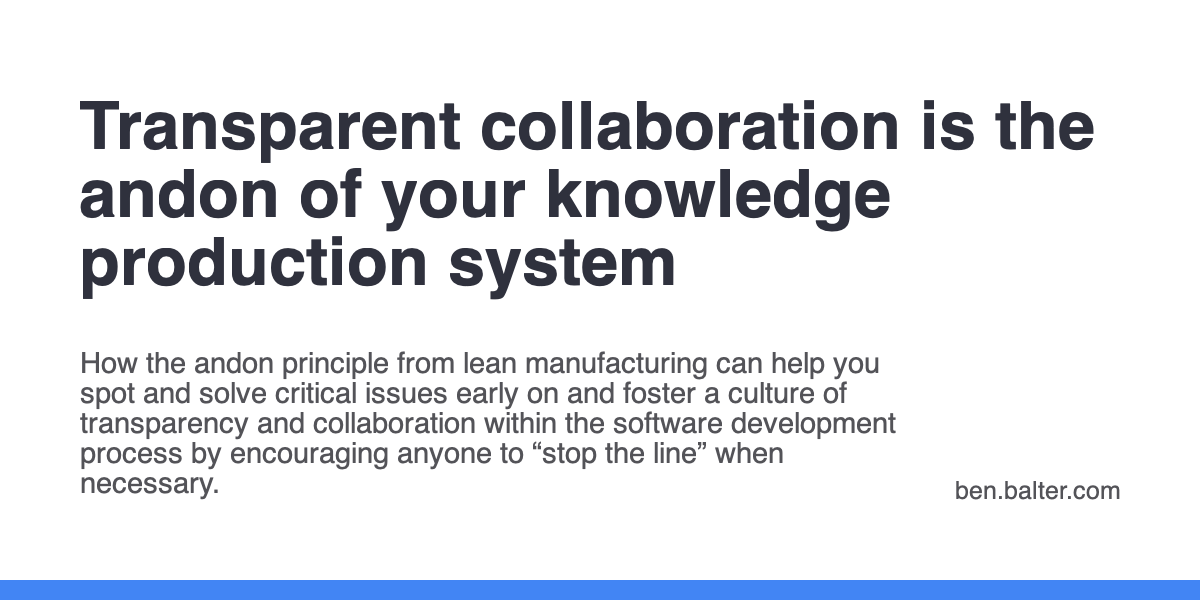 Transparent collaboration is the
andon of your knowledge
production system
How the andon principle from lean manufacturing can help you
spot and solve critical issues early on and foster a culture of
transparency and collaboration within the software development
process by encouraging anyone to “stop the line” when
necessary.
ben.balter.com